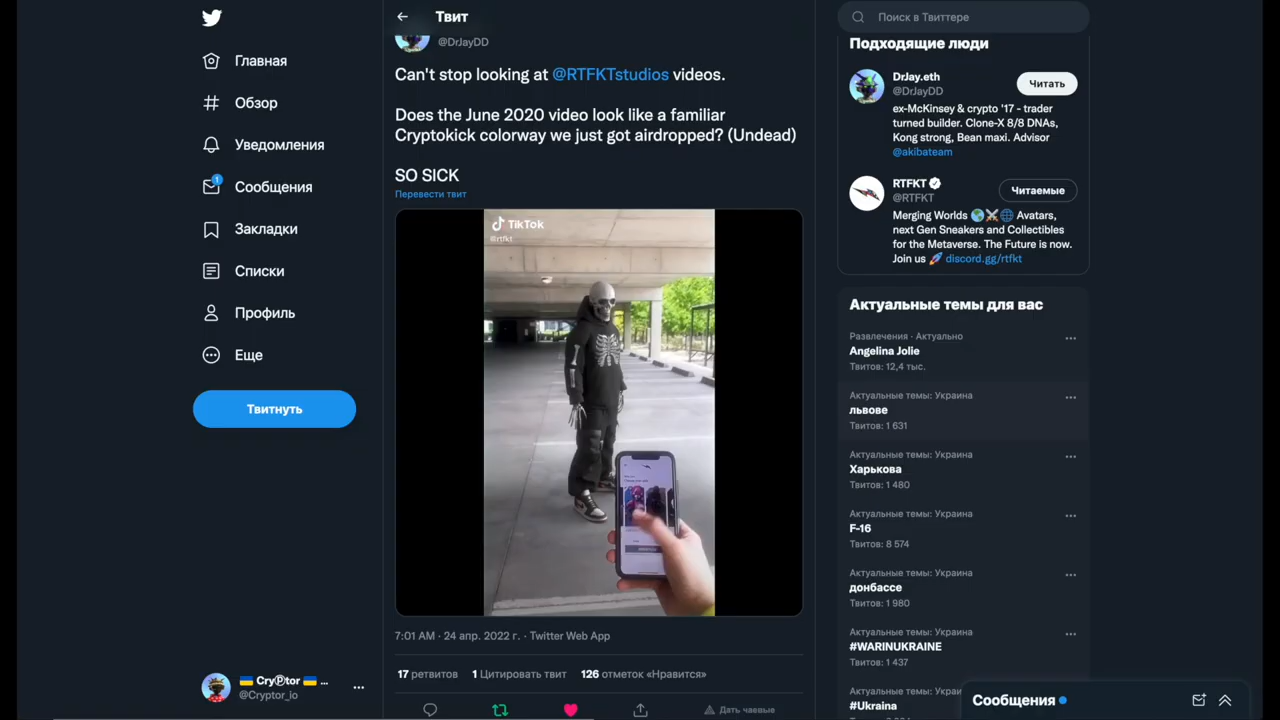 Главная
Обзор
Уведомления
1
Сообщения
Закладки
Списки
Профиль
Еще
Твитнуть
🇺🇦 CryⓅtor 🇺🇦 ...
@Cryptor_io
Твит
@DrJayDD
Can't stop looking at @RTFKTstudios videos.
Does the June 2020 video look like a familiar
Cryptokick colorway we just got airdropped? (Undead)
SO SICK
Перевести твит
TikTok
@rtfkt
7:01 AM · 24 апр. 2022 г. · Twitter Web App
17 ретвитов 1 Цитировать твит 126 отметок «Нравится»
Дать чаевые
Поиск в Твиттере
Подходящие люди
DrJay.eth
@DrJayDD
Читать
ex-McKinsey & crypto '17 - trader
turned builder. Clone-X 8/8 DNAs,
Kong strong, Bean maxi. Advisor
@akibateam
RTFKT
@RTFKT
Читаемые
Merging Worlds 🌎⚔️🌐 Avatars,
next Gen Sneakers and Collectibles
for the Metaverse. The Future is now.
Join us 🚀 discord.gg/rtfkt
Актуальные темы для вас
Развлечения · Актуально
Angelina Jolie
Твитов: 12,4 тыс.
Актуальные темы: Украина
львове
Твитов: 1 631
Актуальные темы: Украина
Харькова
Твитов: 1 480
Актуальные темы: Украина
F-16
Твитов: 8 574
Актуальные темы: Украина
донбассе
Твитов: 1 980
Актуальные темы: Украина
#WARINUKRAINE
Твитов: 1 437
Актуальные
#Ukraina
Сообщения